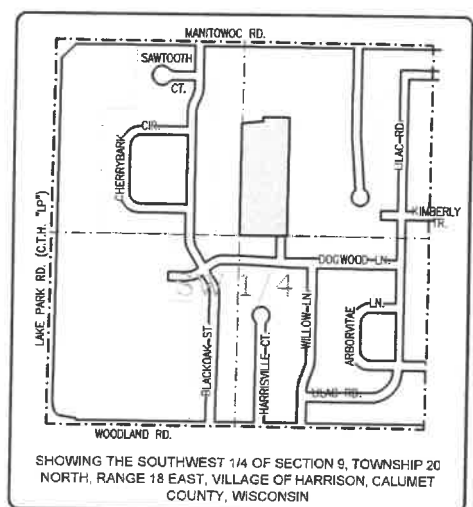 MANITOWOC RD.
SAWTOOTH
CT.
CIR.
CHERRYBARK
LILAC RD.
KIMBERLY
TR.
LAKE PARK RD. (C.T.H. "LP")
DOGWOOD LN.
SW 1/4
BLACKOAK ST.
HARRISVILLE CT.
WILLOW LN.
ARBORVITAE
LN.
LILAC RD.
WOODLAND RD.
SHOWING THE SOUTHWEST 1/4 OF SECTION 9, TOWNSHIP 20
NORTH, RANGE 18 EAST, VILLAGE OF HARRISON, CALUMET
COUNTY, WISCONSIN